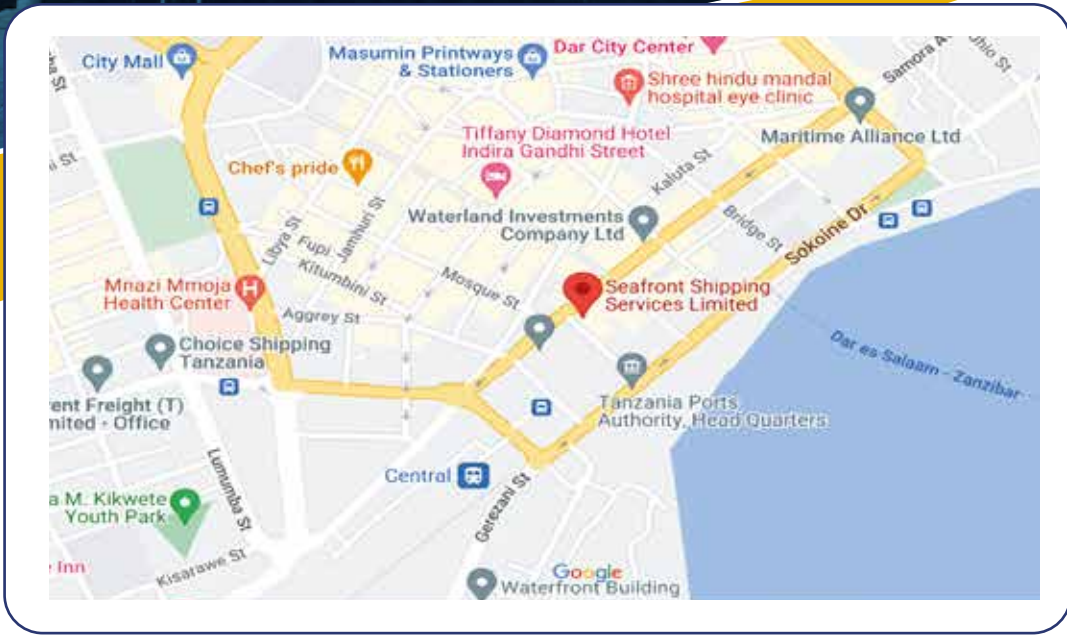 City Mall
Masumin Printways
& Stationers
Dar City Center
Shree hindu mandal
hospital eye clinic
Samora
Ohio St
Maritime Alliance Ltd
Tiffany Diamond Hotel
Indira Gandhi Street
Chef's pride
Kaluta St
Waterland Investments
Company Ltd
Bridge St
Sokoine Dr
Libya St
Jamhuri St
Fupi
Kitumbini St
Mosque St
Mnazi Mmoja
Health Center
Aggrey St
Seafront Shipping
Services Limited
Choice Shipping
Tanzania
Dar es Salaam - Zanzibar
ent Freight (T)
mited - Office
Tanzania Ports
Authority, Head Quarters
Central
Lumumba St
Gerezani St
a M. Kikwete
Youth Park
Inn
Kisarawe St
Google
Waterfront Building